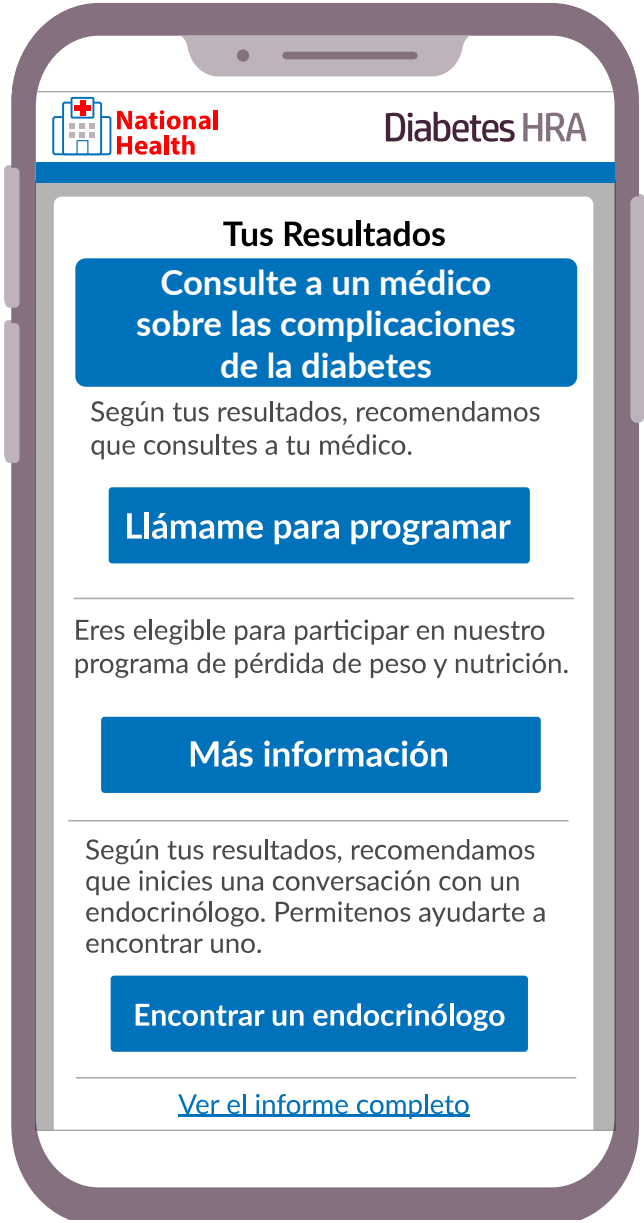 National
Health
Diabetes HRA
Tus Resultados
Consulte a un médico
sobre las complicaciones
de la diabetes
Según tus resultados, recomendamos
que consultes a tu médico.
Llámame para programar
Eres elegible para participar en nuestro
programa de pérdida de peso y nutrición.
Más información
Según tus resultados, recomendamos
que inicies una conversación con un
endocrinólogo. Permitenos ayudarte a
encontrar uno.
Encontrar un endocrinólogo
Ver el informe completo